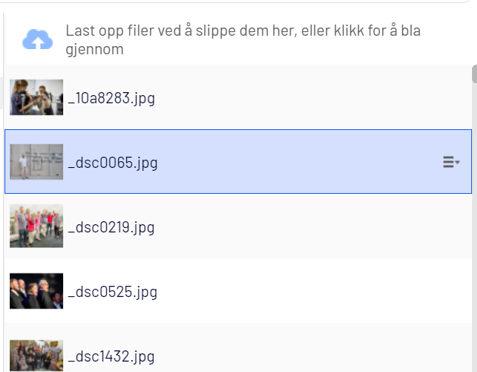 Last opp filer ved å slippe dem her, eller klikk for å bla
gjennom
_10a8283.jpg
_dsc0065.jpg
_dsc0219.jpg
_dsc0525.jpg
_dsc1432.jpg